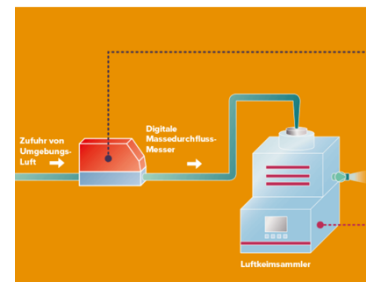 Zufuhr von
Umgebungs-
Luft
Digitale
Massedurchfluss-
Messer
Luftkeimsammler